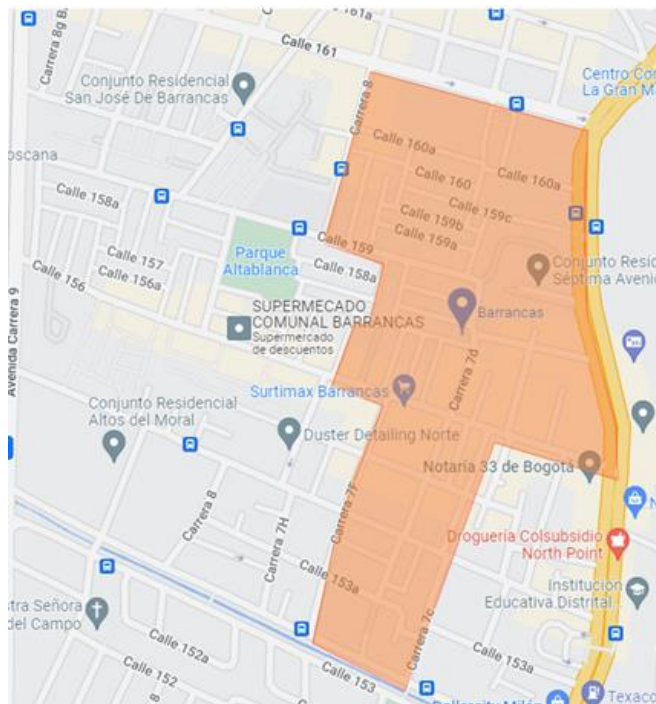 Calle 161a
Carrera 8g B
Calle 161
Conjunto Residencial
San José De Barrancas
Carrera 8
Centro Co
La Gran Ma
Calle 160a
Calle 160
Calle 160a
oscana
Calle 158a
Calle 159c
Calle 159b
Calle 159a
Calle 159
Calle 157
Parque
Altablanca
Calle 158a
Conjunto Resid
Séptima Avenid
Calle 156a
Calle 156
SUPERMECADO
COMUNAL BARRANCAS
Supermercado
de descuentos
Barrancas
Avenida Carrera 9
Carrera 7d
Surtimax Barrancas
Conjunto Residencial
Altos del Moral
Duster Detailing Norte
Notaría 33 de Bogotá
Carrera 8
Carrera 7H
Carrera 7F
Droguería Colsubsidio
North Point
Calle 153a
Institución
Educativa Distrital
stra Señora
del Campo
Calle 152a
Carrera 7c
Calle 153a
Calle 152
Calle 153
Texaco